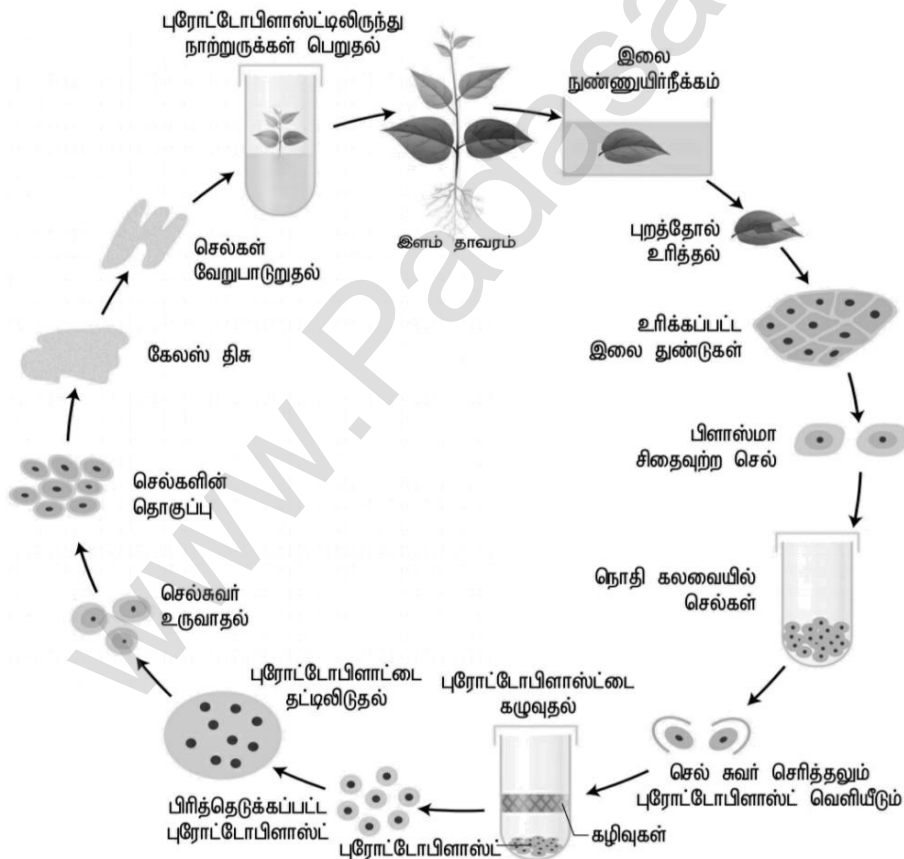 புரோட்டோபிளாஸ்ட்டிலிருந்து
நாற்றுருக்கள் பெறுதல்
இளம் தாவரம்
இலை
நுண்ணுயிர்நீக்கம்
புறத்தோல்
உரித்தல்
உரிக்கப்பட்ட
இலை துண்டுகள்
பிளாஸ்மா
சிதைவுற்ற செல்
நொதி கலவையில்
செல்கள்
செல் சுவர் செரித்தலும்
புரோட்டோபிளாஸ்ட் வெளியீடும்
புரோட்டோபிளாஸ்ட்டை
கழுவுதல்
கழிவுகள்
புரோட்டோபிளாஸ்ட்
பிரித்தெடுக்கப்பட்ட
புரோட்டோபிளாஸ்ட்
புரோட்டோபிளாட்டை
தட்டிலிடுதல்
செல்சுவர்
உருவாதல்
செல்களின்
தொகுப்பு
கேலஸ் திசு
செல்கள்
வேறுபாடுறுதல்
www.Padasa